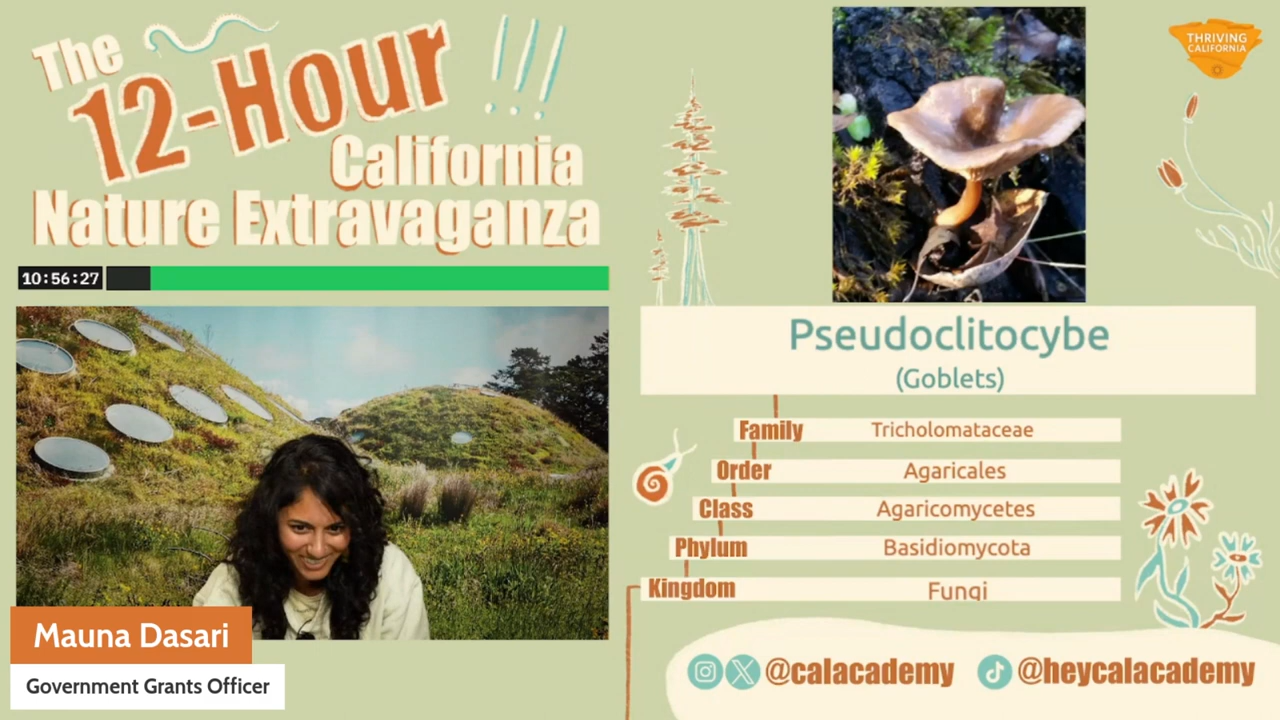 The
12-Hour
California
Nature Extravaganza
10:56:27
Mauna Dasari
Government Grants Officer
THRIVING
CALIFORNIA
Pseudoclitocybe
(Goblets)
Family Tricholomataceae
Order Agaricales
Class Agaricomycetes
Phylum Basidiomycota
Kingdom Fungi
@calacademy @heycalacademy